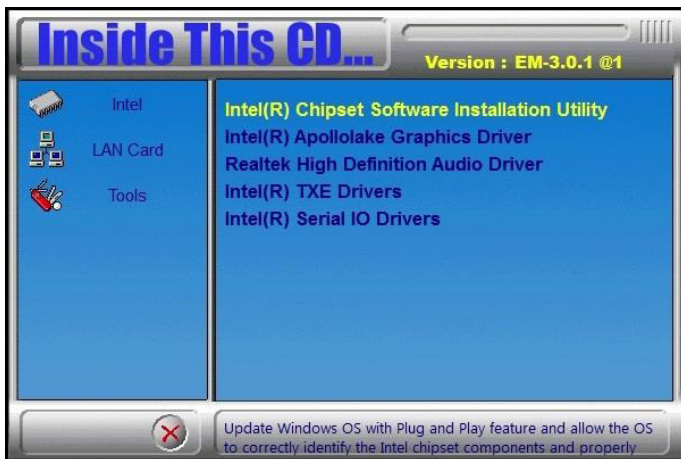 Inside This CD...
Version : EM-3.0.1 @1
Intel
LAN Card
Tools
Intel(R) Chipset Software Installation Utility
Intel(R) Apollolake Graphics Driver
Realtek High Definition Audio Driver
Intel(R) TXE Drivers
Intel(R) Serial IO Drivers
Update Windows OS with Plug and Play feature and allow the OS
to correctly identify the Intel chipset components and properly